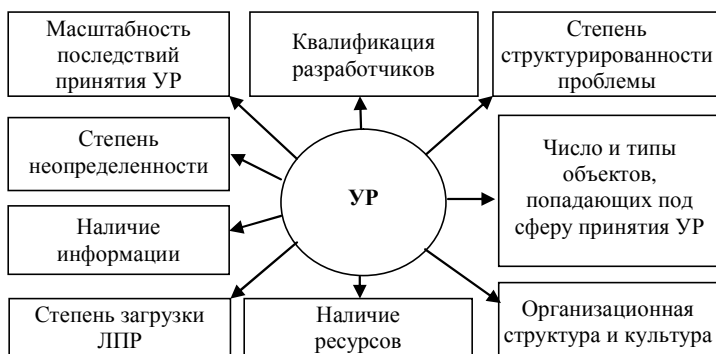 Масштабность
последствий
принятия УР
Квалификация
разработчиков
Степень
структурированности
проблемы
Степень
неопределенности
УР
Число и типы
объектов,
попадающих под
сферу принятия УР
Наличие
информации
Степень загрузки
ЛПР
Наличие
ресурсов
Организационная
структура и культура